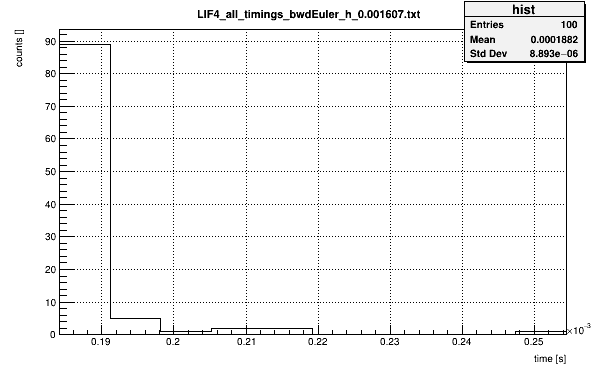 LIF4_all_timings_bwdEuler_h_0.001607.txt
hist
Entries 100
Mean 0.0001882
Std Dev 8.893e−06
counts []
90
80
70
60
50
40
30
20
10
0
0.19 0.2 0.21 0.22 0.23 0.24 0.25
×10⁻³
time [s]